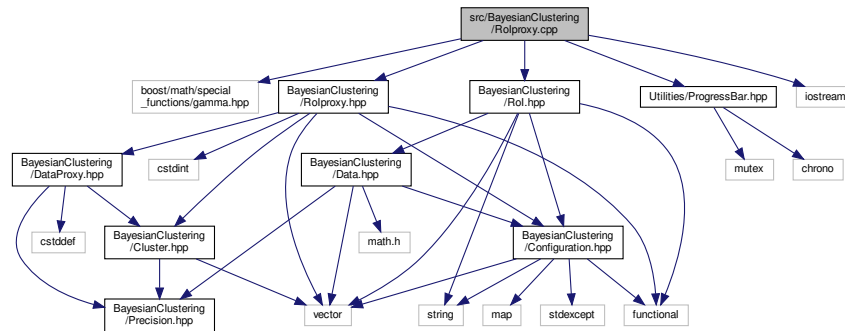 src/BayesianClustering
/RoIproxy.cpp
boost/math/special
_functions/gamma.hpp
BayesianClustering
/RoIproxy.hpp
BayesianClustering
/RoI.hpp
Utilities/ProgressBar.hpp
iostream
BayesianClustering
/DataProxy.hpp
cstdint
BayesianClustering
/Data.hpp
mutex
chrono
cstddef
BayesianClustering
/Cluster.hpp
math.h
BayesianClustering
/Configuration.hpp
BayesianClustering
/Precision.hpp
vector
string
map
stdexcept
functional